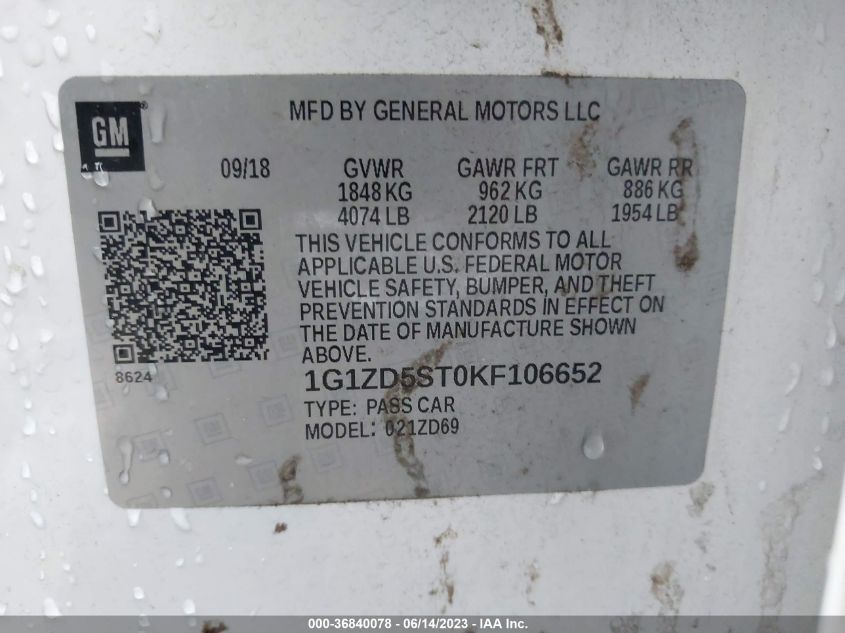 GM
MFD BY GENERAL MOTORS LLC
09/18 GVWR GAWR FRT GAWR RR
1848 KG 962 KG 886 KG
4074 LB 2120 LB 1954 LB
THIS VEHICLE CONFORMS TO ALL
APPLICABLE U.S. FEDERAL MOTOR
VEHICLE SAFETY, BUMPER, AND THEFT
PREVENTION STANDARDS IN EFFECT ON
THE DATE OF MANUFACTURE SHOWN
ABOVE.
8624
1G1ZD5ST0KF106652
TYPE: PASS CAR
MODEL: 021ZD69
000-36840078 - 06/14/2023 - IAA Inc.